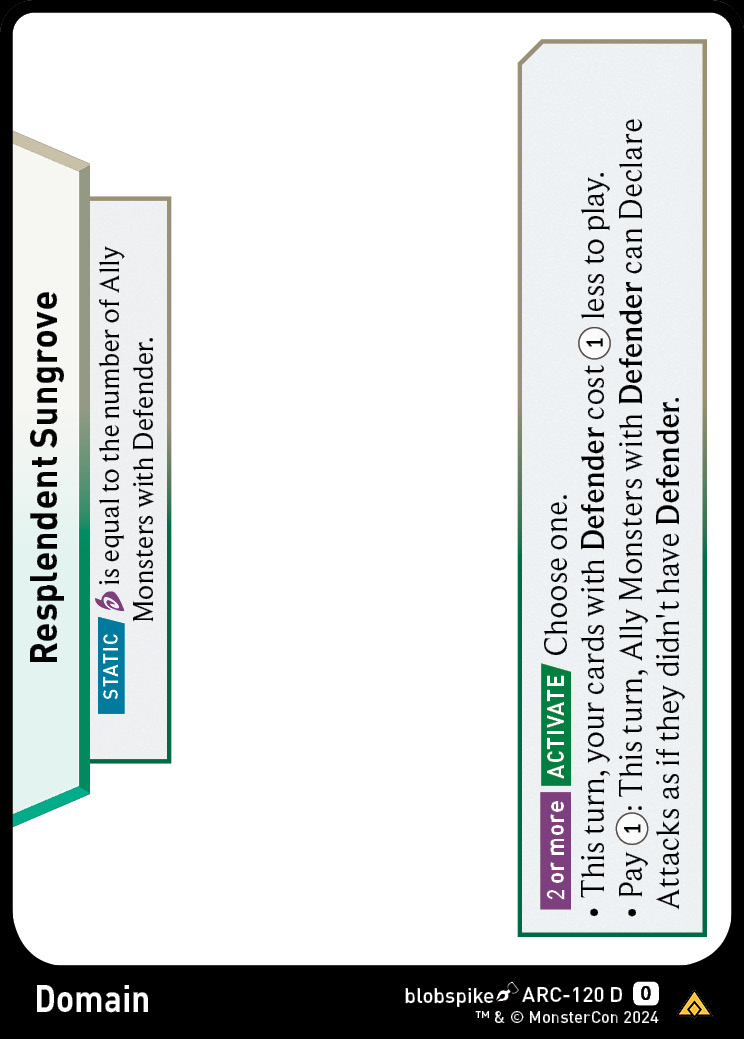 Resplendent Sungrove
STATIC is equal to the number of Ally
Monsters with Defender.
2 or more ACTIVATE Choose one.
• This turn, your cards with Defender cost 1 less to play.
• Pay 1: This turn, Ally Monsters with Defender can Declare
Attacks as if they didn't have Defender.
Domain
blobspike ARC-120 D 0
™ & © MonsterCon 2024